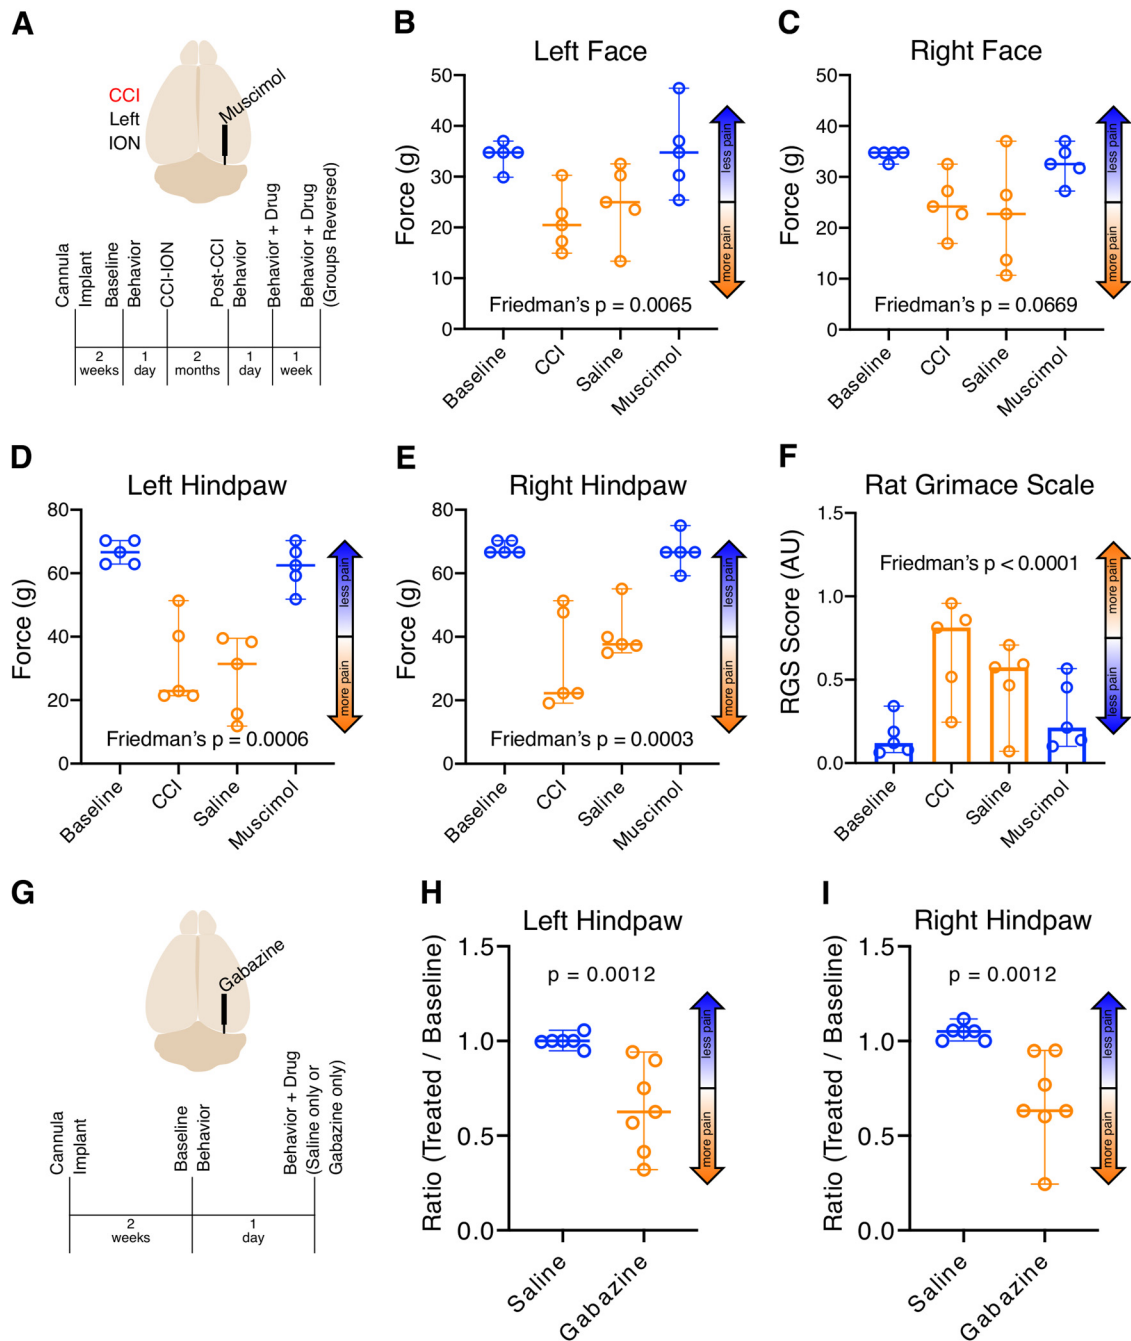 A
CCI
Left
ION
Muscimol
Cannula
Implant
Baseline
Behavior
CCI-ION
Post-CCI
Behavior
Behavior + Drug
Behavior + Drug
(Groups Reversed)
2
weeks
1
day
2
months
1
day
1
week
B
Left Face
Force (g)
50
40
30
20
10
0
less pain
more pain
Friedman's p = 0.0065
Baseline
CCI
Saline
Muscimol
C
Right Face
Force (g)
50
40
30
20
10
0
less pain
more pain
Friedman's p = 0.0669
Baseline
CCI
Saline
Muscimol
D
Left Hindpaw
Force (g)
80
60
40
20
0
less pain
more pain
Friedman's p = 0.0006
Baseline
CCI
Saline
Muscimol
E
Right Hindpaw
Force (g)
80
60
40
20
0
less pain
more pain
Friedman's p = 0.0003
Baseline
CCI
Saline
Muscimol
F
Rat Grimace Scale
RGS Score (AU)
1.5
1.0
0.5
0.0
Friedman's p < 0.0001
more pain
less pain
Baseline
CCI
Saline
Muscimol
G
Gabazine
Cannula
Implant
Baseline
Behavior
Behavior + Drug
(Saline only or
Gabazine only)
2
weeks
1
day
H
Left Hindpaw
Ratio (Treated / Baseline)
1.5
1.0
0.5
0.0
p = 0.0012
less pain
more pain
Saline
Gabazine
I
Right Hindpaw
Ratio (Treated / Baseline)
1.5
1.0
0.5
0.0
p = 0.0012
less pain
more pain
Saline
Gabazine